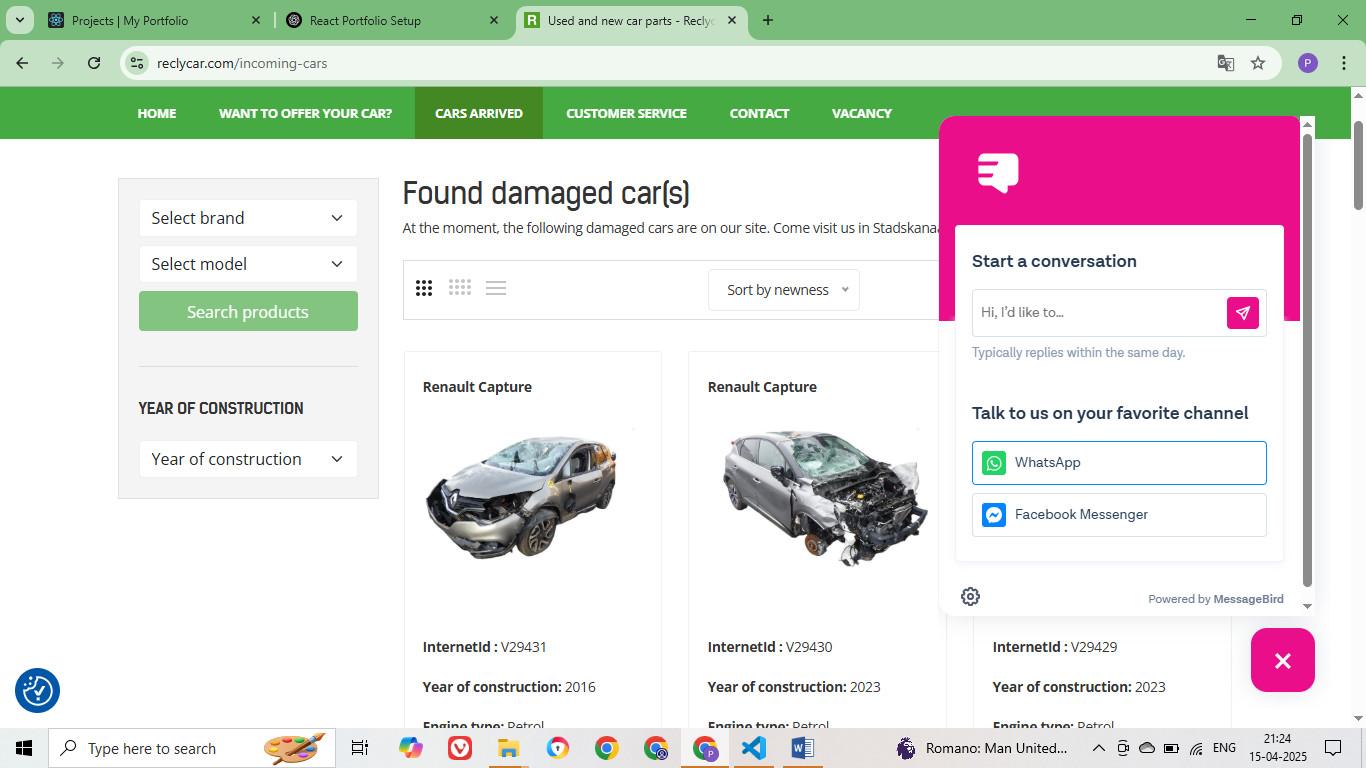 Projects | My Portfolio
React Portfolio Setup
R
Used and new car parts - Reclyc
reclycar.com/incoming-cars
P
HOME
WANT TO OFFER YOUR CAR?
CARS ARRIVED
CUSTOMER SERVICE
CONTACT
VACANCY
Select brand
Select model
Search products
YEAR OF CONSTRUCTION
Year of construction
Found damaged car(s)
At the moment, the following damaged cars are on our site. Come visit us in Stadskana
Sort by newness
Renault Capture
InternetId : V29431
Year of construction: 2016
Engine type: Petrol
Renault Capture
InternetId : V29430
Year of construction: 2023
Engine type: Petrol
InternetId : V29429
Year of construction: 2023
Engine type: Petrol
Start a conversation
Hi, I'd like to...
Typically replies within the same day.
Talk to us on your favorite channel
WhatsApp
Facebook Messenger
Powered by MessageBird
Type here to search
P
Romano: Man United...
ENG
21:24
15-04-2025